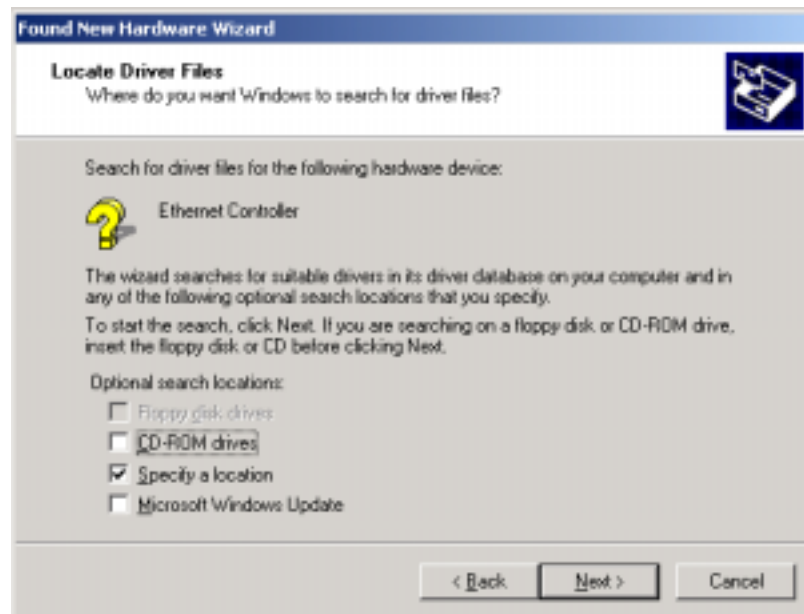 Found New Hardware Wizard
Locate Driver Files
Where do you want Windows to search for driver files?
Search for driver files for the following hardware device:
Ethernet Controller
The wizard searches for suitable drivers in its driver database on your computer and in
any of the following optional search locations that you specify.
To start the search, click Next. If you are searching on a floppy disk or CD-ROM drive,
insert the floppy disk or CD before clicking Next.
Optional search locations:
Floppy disk drives
CD-ROM drives
Specify a location
Microsoft Windows Update
< Back Next > Cancel